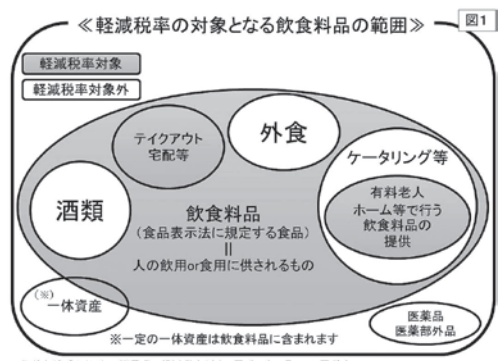 ≪軽減税率の対象となる飲食料品の範囲≫
図1
軽減税率対象
軽減税率対象外
テイクアウト
宅配等
外食
ケータリング等
酒類
飲食料品
(食品表示法に規定する食品)
||
人の飲用or食用に供されるもの
有料老人
ホーム等で行う
飲食料品の
提供
(※)
一体資産
※一定の一体資産は飲食料品に含まれます
医薬品
医薬部外品